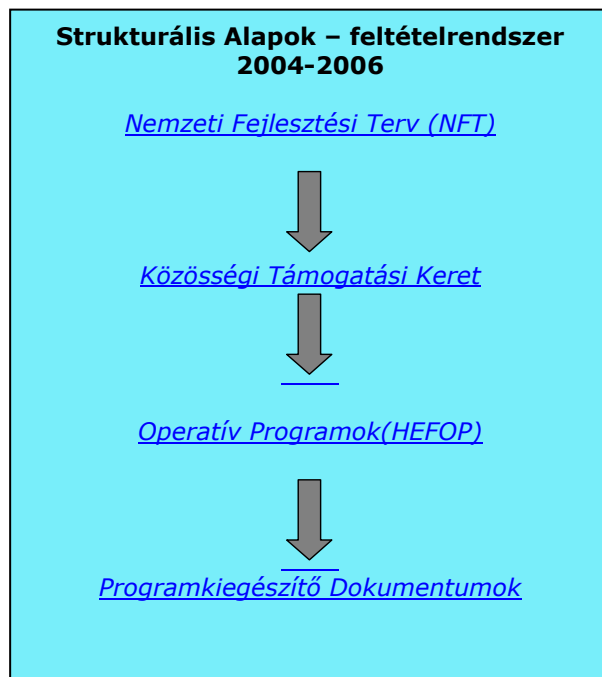 Strukturális Alapok – feltételrendszer
2004-2006
Nemzeti Fejlesztési Terv (NFT)
Közösségi Támogatási Keret
Operatív Programok(HEFOP)
Programkiegészítő Dokumentumok